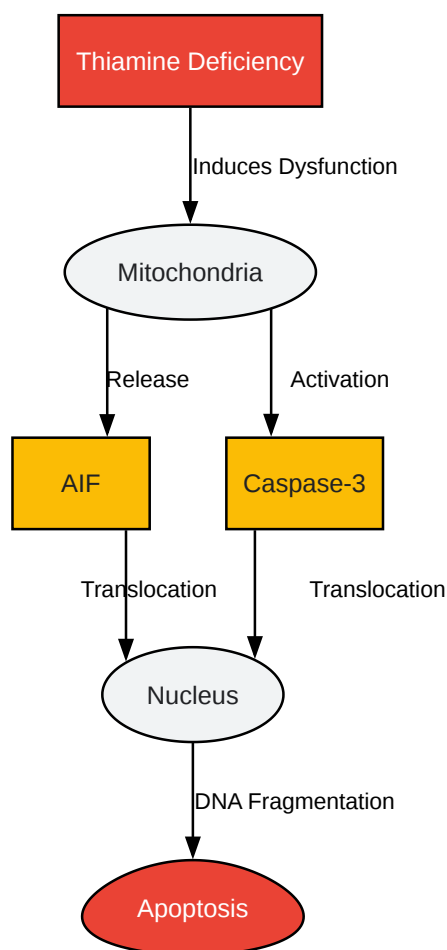 Thiamine Deficiency
Induces Dysfunction
Mitochondria
Release
Activation
AIF
Caspase-3
Translocation
Translocation
Nucleus
DNA Fragmentation
Apoptosis